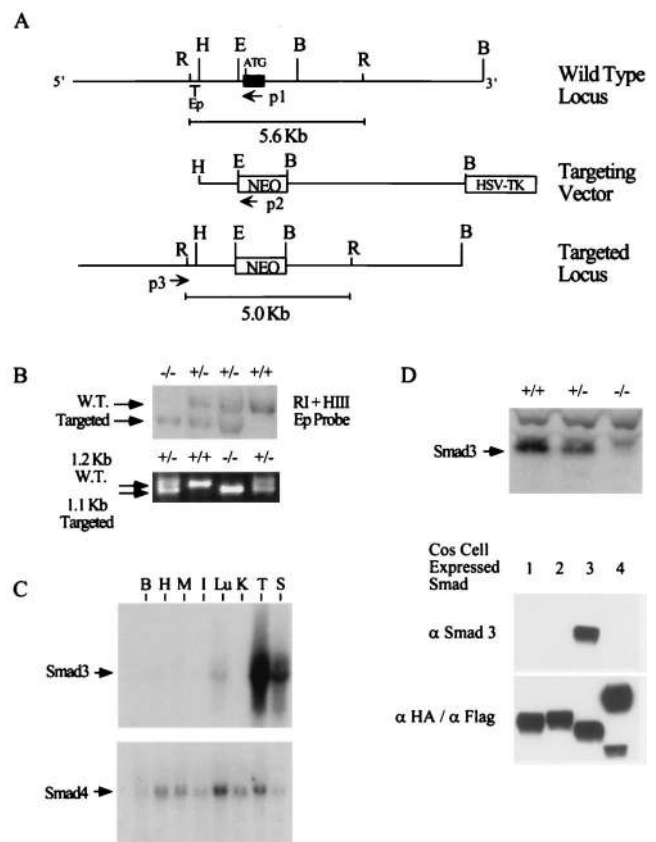 A
R H E ATG B R B
5' 3'
Ep p1
Wild Type
Locus
5.6 Kb
H E B B
NEO HSV-TK
p2
Targeting
Vector
R H E B R B
NEO
p3
Targeted
Locus
5.0 Kb
B
-/- +/- +/- +/+
W.T.
Targeted
RI + HIII
Ep Probe
1.2 Kb
+/- +/+ -/- +/-
W.T.
1.1 Kb
Targeted
C
B H M I Lu K T S
Smad3
Smad4
D
+/+ +/- -/-
Smad3
Cos Cell
Expressed
Smad
1 2 3 4
α Smad 3
α HA / α Flag